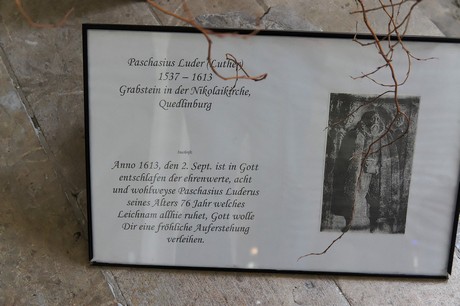 Paschasius Luder (Luther)
1537 – 1613
Grabstein in der Nikolaikirche,
Quedlinburg
Anno 1613, den 2. Sept. ist in Gott
entschlafen der ehrenwerte, acht
und wohlweyse Paschasius Luderus
seines Alters 76 Jahr welches
Leichnam allhie ruhet, Gott wolle
Dir eine fröhliche Auferstehung
verleihen.